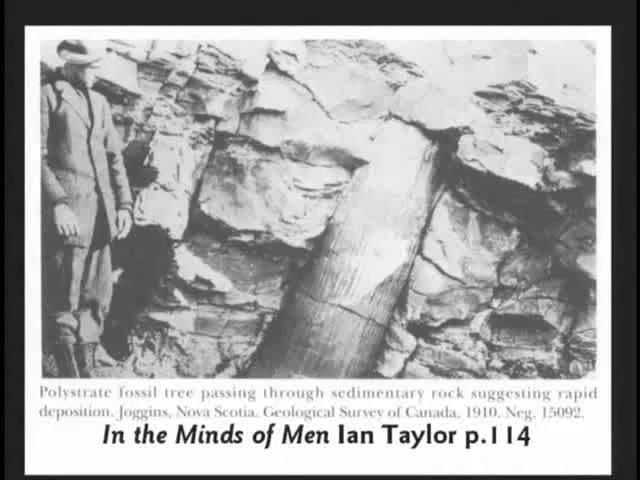 Polystrate fossil tree passing through sedimentary rock suggesting rapid
deposition. Joggins, Nova Scotia. Geological Survey of Canada, 1910. Neg. 15092.
In the Minds of Men Ian Taylor p.114